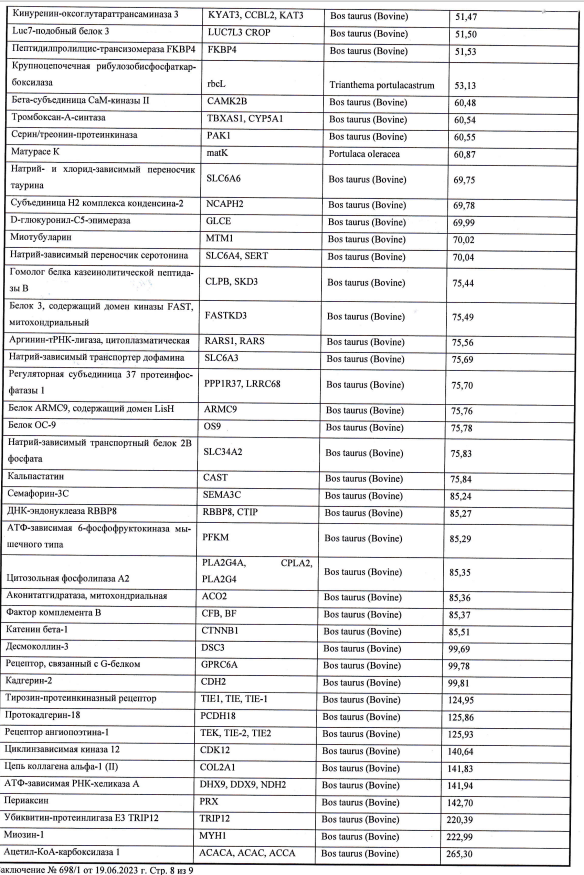 Кинуренин-оксоглутараттрансаминаза 3 KYAT3, CCBL2, KAT3 Bos taurus (Bovine) 51,47
Luc7-подобный белок 3 LUC7L3 CROP Bos taurus (Bovine) 51,50
Пептидилпролилцис-трансизомераза FKBP4 FKBP4 Bos taurus (Bovine) 51,53
Крупноцепочечная рибулозобисфосфаткар-
боксилаза rbcL Trianthema portulacastrum 53,13
Бета-субъединица СаМ-киназы II CAMK2B Bos taurus (Bovine) 60,48
Тромбоксан-А-синтаза TBXAS1, CYP5A1 Bos taurus (Bovine) 60,54
Серин/треонин-протеинкиназа PAK1 Bos taurus (Bovine) 60,55
Матурасе К matK Portulaca oleracea 60,87
Натрий- и хлорид-зависимый переносчик
таурина SLC6A6 Bos taurus (Bovine) 69,75
Субъединица H2 комплекса конденсина-2 NCAPH2 Bos taurus (Bovine) 69,78
D-глюкуронил-С5-эпимераза GLCE Bos taurus (Bovine) 69,99
Миотубуларин MTM1 Bos taurus (Bovine) 70,02
Натрий-зависимый переносчик серотонина SLC6A4, SERT Bos taurus (Bovine) 70,04
Гомолог белка казеинолитической пептида-
зы В CLPB, SKD3 Bos taurus (Bovine) 75,44
Белок 3, содержащий домен киназы FAST,
митохондриальный FASTKD3 Bos taurus (Bovine) 75,49
Аргинин-тРНК-лигаза, цитоплазматическая RARS1, RARS Bos taurus (Bovine) 75,56
Натрий-зависимый транспортер дофамина SLC6A3 Bos taurus (Bovine) 75,69
Регуляторная субъединица 37 протеинфос-
фатазы 1 PPP1R37, LRRC68 Bos taurus (Bovine) 75,70
Белок ARMC9, содержащий домен LisH ARMC9 Bos taurus (Bovine) 75,76
Белок ОС-9 OS9 Bos taurus (Bovine) 75,78
Натрий-зависимый транспортный белок 2В
фосфата SLC34A2 Bos taurus (Bovine) 75,83
Кальпастатин CAST Bos taurus (Bovine) 75,84
Семафорин-3С SEMA3C Bos taurus (Bovine) 85,24
ДНК-эндонуклеаза RBBP8 RBBP8, CTIP Bos taurus (Bovine) 85,27
АТФ-зависимая 6-фосфофруктокиназа мы-
шечного типа PFKM Bos taurus (Bovine) 85,29
Цитозольная фосфолипаза А2 PLA2G4A, CPLA2, PLA2G4 Bos taurus (Bovine) 85,35
Аконитатгидратаза, митохондриальная ACO2 Bos taurus (Bovine) 85,36
Фактор комплемента В CFB, BF Bos taurus (Bovine) 85,37
Катенин бета-1 CTNNB1 Bos taurus (Bovine) 85,51
Десмоколлин-3 DSC3 Bos taurus (Bovine) 99,69
Рецептор, связанный с G-белком GPRC6A Bos taurus (Bovine) 99,78
Кадгерин-2 CDH2 Bos taurus (Bovine) 99,81
Тирозин-протеинкиназный рецептор TIE1, TIE, TIE-1 Bos taurus (Bovine) 124,95
Протокадгерин-18 PCDH18 Bos taurus (Bovine) 125,86
Рецептор ангиопоэтина-1 TEK, TIE-2, TIE2 Bos taurus (Bovine) 125,93
Циклинзависимая киназа 12 CDK12 Bos taurus (Bovine) 140,64
Цепь коллагена альфа-1 (II) COL2A1 Bos taurus (Bovine) 141,83
АТФ-зависимая РНК-хеликаза А DHX9, DDX9, NDH2 Bos taurus (Bovine) 141,94
Периаксин PRX Bos taurus (Bovine) 142,70
Убиквитин-протеинлигаза Е3 TRIP12 TRIP12 Bos taurus (Bovine) 220,39
Миозин-1 MYH1 Bos taurus (Bovine) 222,99
Ацетил-КоА-карбоксилаза 1 ACACA, ACAC, ACCA Bos taurus (Bovine) 265,30
аключение № 698/1 от 19.06.2023 г. Стр. 8 из 9